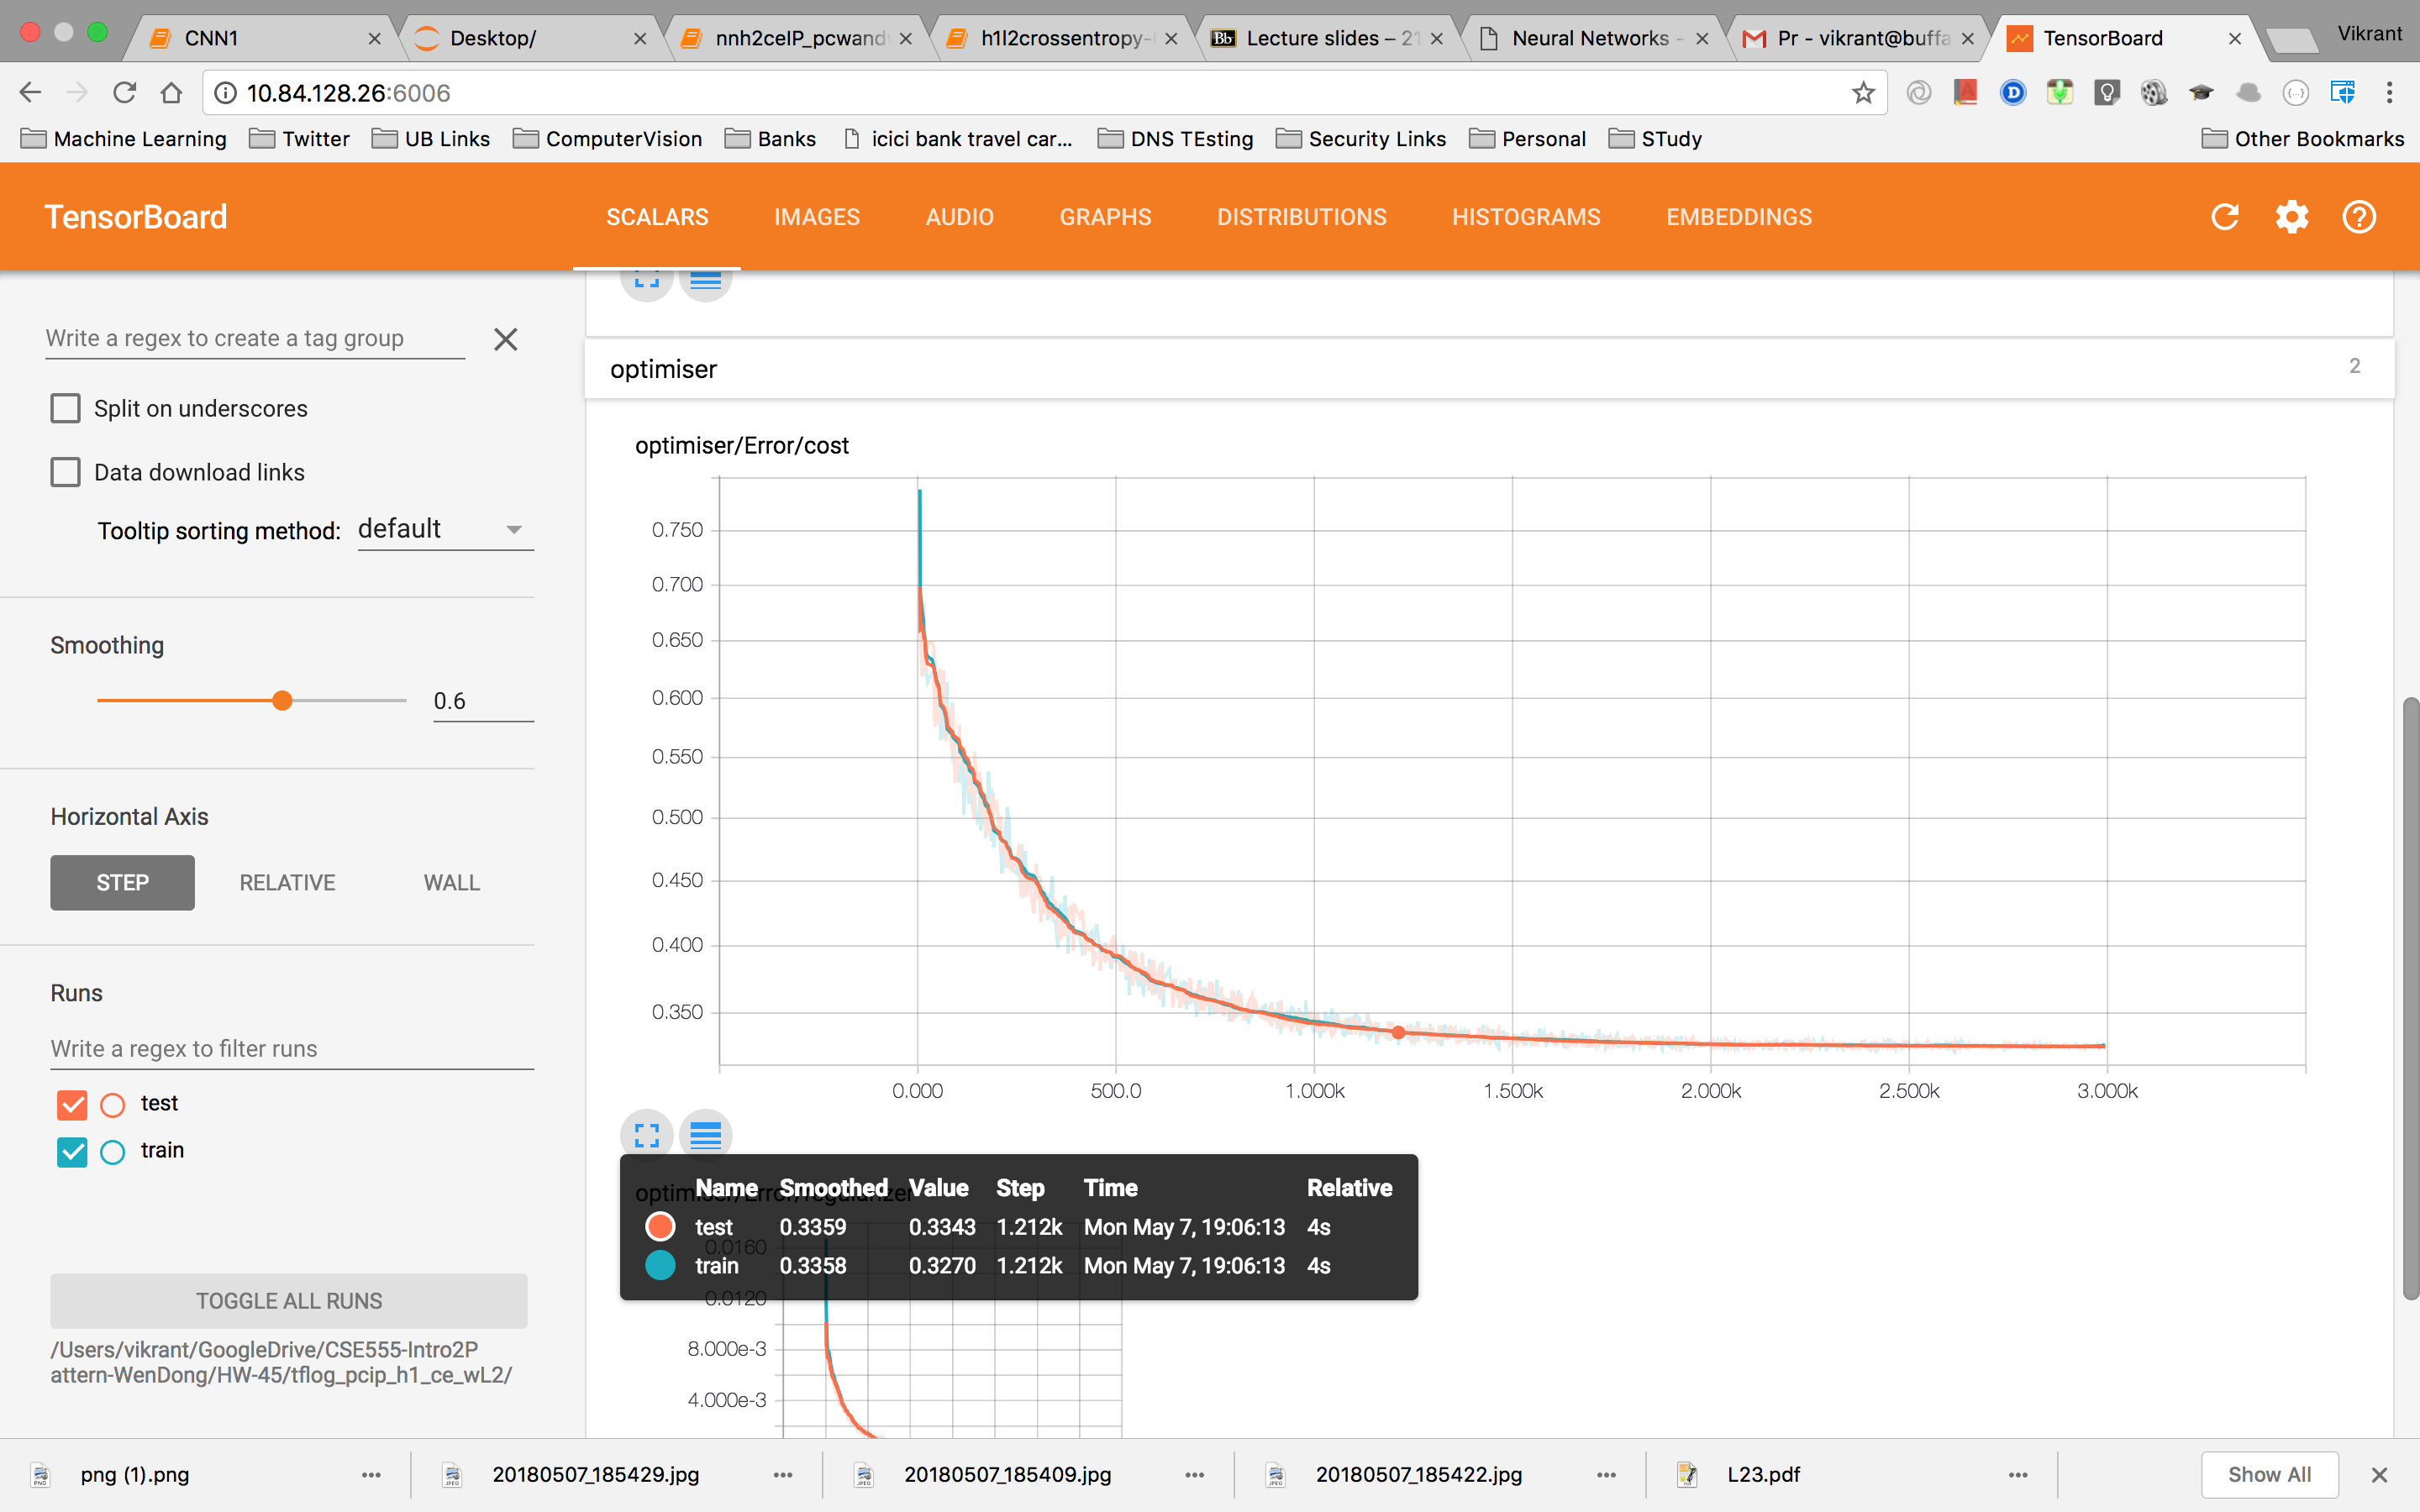 CNN1
Desktop/
nnh2ceIP_pcwand
h1l2crossentropy-
Bb Lecture slides – 21
Neural Networks -
Pr - vikrant@buffa
TensorBoard
Vikrant
10.84.128.26:6006
Machine Learning
Twitter
UB Links
ComputerVision
Banks
icici bank travel car...
DNS TEsting
Security Links
Personal
STudy
Other Bookmarks
TensorBoard
SCALARS
IMAGES
AUDIO
GRAPHS
DISTRIBUTIONS
HISTOGRAMS
EMBEDDINGS
Write a regex to create a tag group
Split on underscores
Data download links
Tooltip sorting method: default
Smoothing
0.6
Horizontal Axis
STEP RELATIVE WALL
Runs
Write a regex to filter runs
test
train
TOGGLE ALL RUNS
/Users/vikrant/GoogleDrive/CSE555-Intro2P
attern-WenDong/HW-45/tflog_pcip_h1_ce_wL2/
optimiser
2
optimiser/Error/cost
0.750
0.700
0.650
0.600
0.550
0.500
0.450
0.400
0.350
0.000 500.0 1.000k 1.500k 2.000k 2.500k 3.000k
optimiser/Error/regularizer
Name Smoothed Value Step Time Relative
test 0.3359 0.3343 1.212k Mon May 7, 19:06:13 4s
train 0.3358 0.3270 1.212k Mon May 7, 19:06:13 4s
0.0160
0.0120
8.000e-3
4.000e-3
png (1).png
20180507_185429.jpg
20180507_185409.jpg
20180507_185422.jpg
L23.pdf
Show All